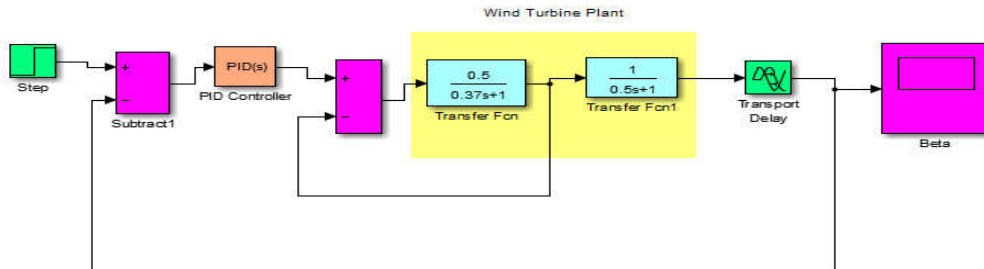 Wind Turbine Plant
Step
+
−
Subtract1
PID(s)
PID Controller
+
−
0.5
0.37s+1
Transfer Fcn
1
0.5s+1
Transfer Fcn1
Transport
Delay
Beta